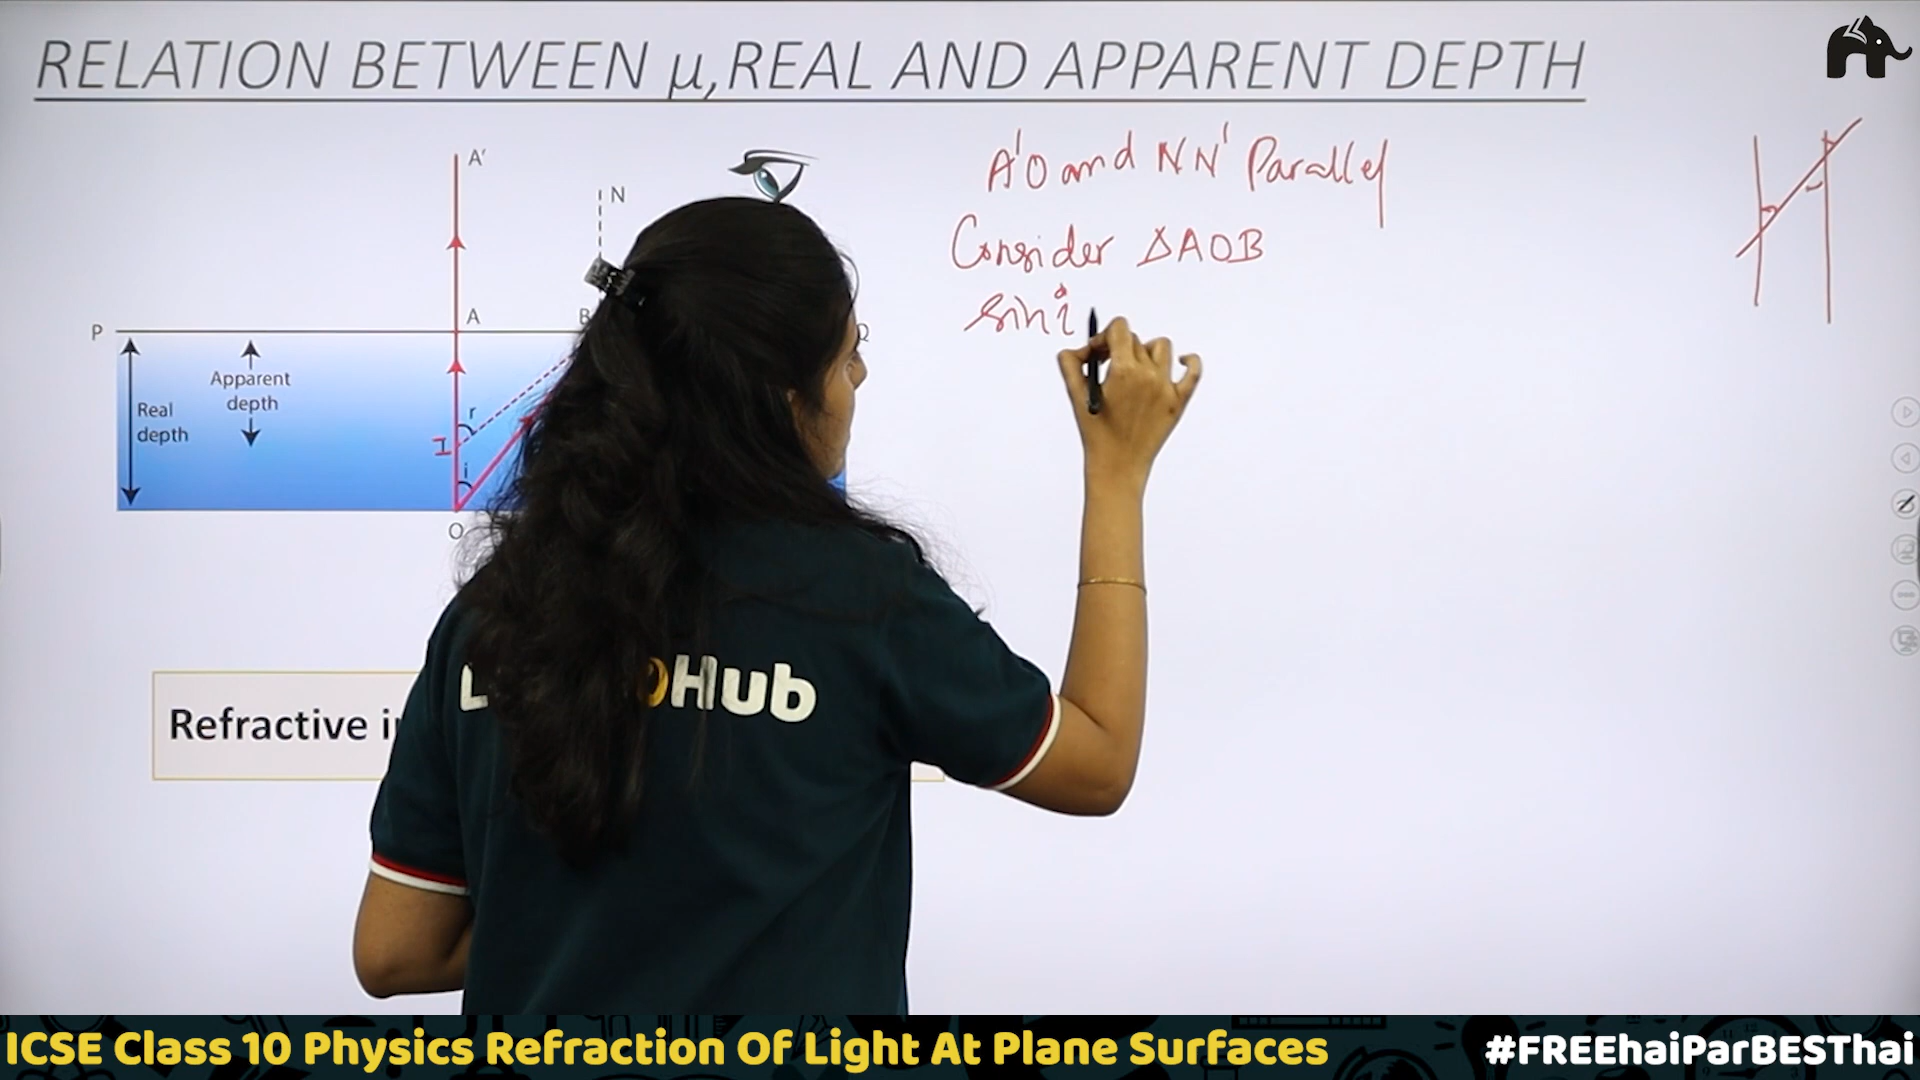 RELATION BETWEEN μ, REAL AND APPARENT DEPTH
A'
N
A'O and NN' Parallel
Consider ΔAOB
sin i
P
A
B
Q
Apparent
depth
Real
depth
r
I
i
O
Refractive
Hub
ICSE Class 10 Physics Refraction Of Light At Plane Surfaces
#FREEhaiParBESThai